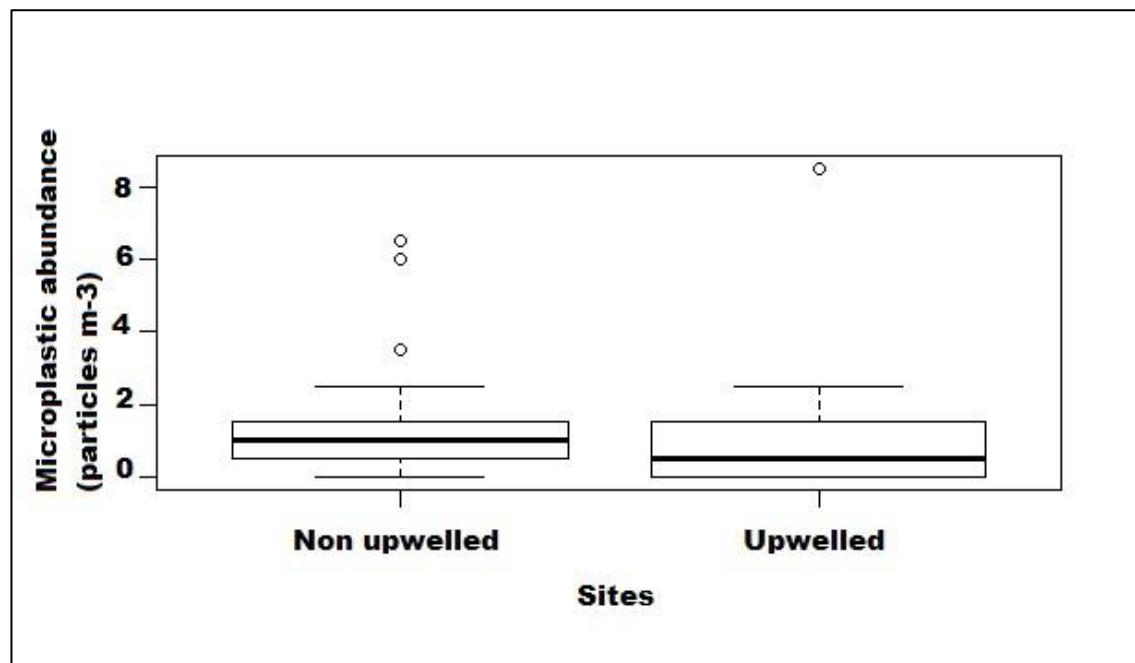 Microplastic abundance
(particles m-3)
8
6
4
2
0
Non upwelled
Upwelled
Sites